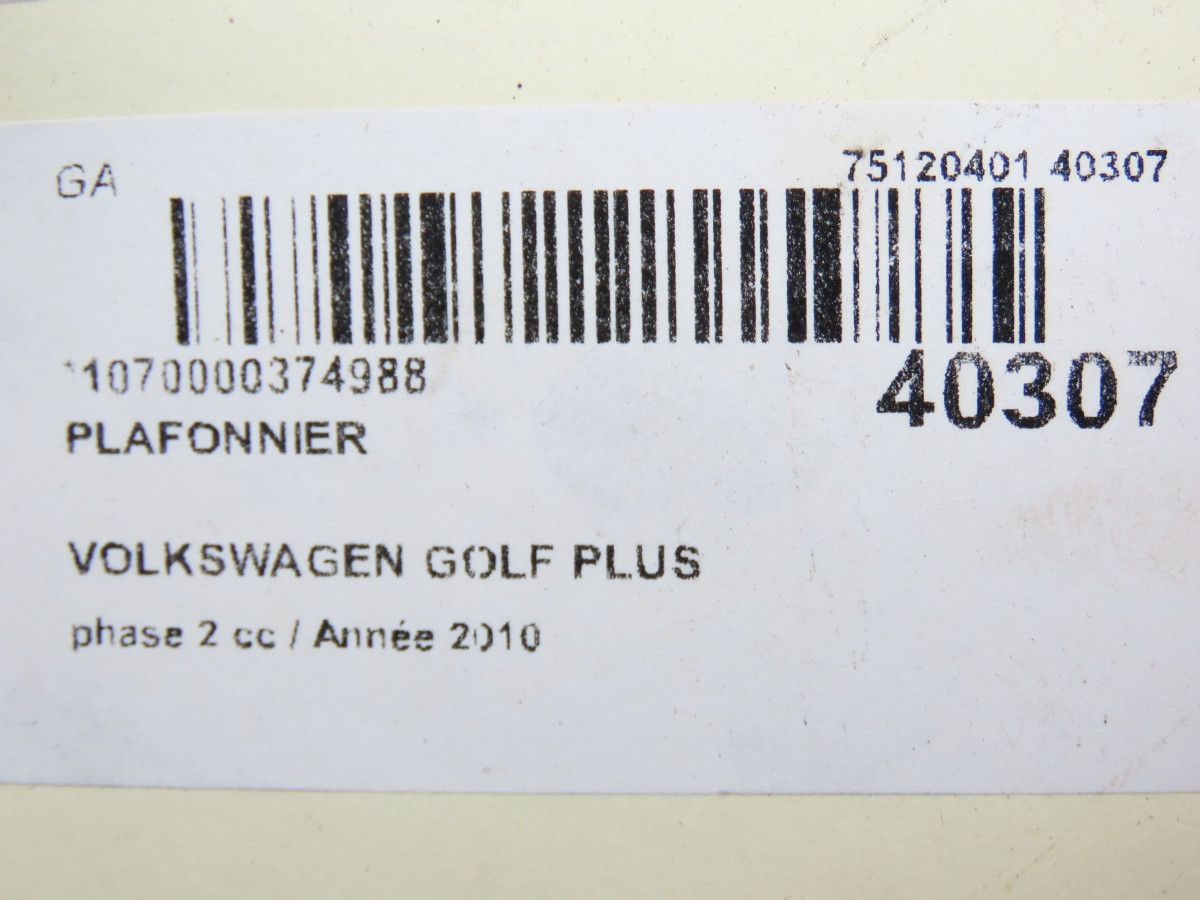 GA
75120401 40307
*1070000374988
40307
PLAFONNIER
VOLKSWAGEN GOLF PLUS
phase 2 cc / Année 2010